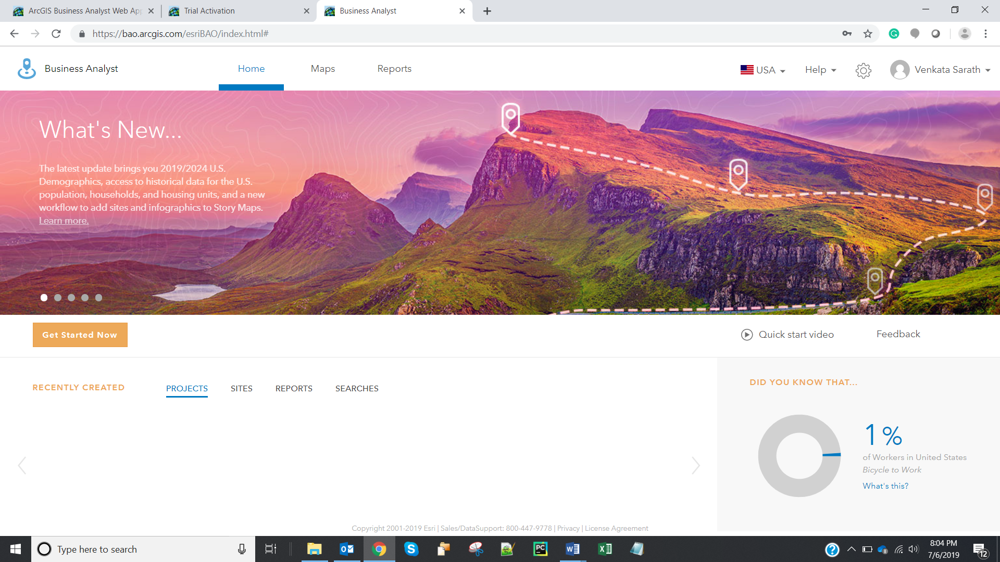 ArcGIS Business Analyst Web App
Trial Activation
Business Analyst
https://bao.arcgis.com/esriBAO/index.html#
Business Analyst
Home
Maps
Reports
USA
Help
Venkata Sarath
What's New...
The latest update brings you 2019/2024 U.S.
Demographics, access to historical data for the U.S.
population, households, and housing units, and a new
workflow to add sites and infographics to Story Maps.
Learn more.
Get Started Now
Quick start video
Feedback
RECENTLY CREATED
PROJECTS
SITES
REPORTS
SEARCHES
DID YOU KNOW THAT...
1%
of Workers in United States
Bicycle to Work
What's this?
Copyright 2001-2019 Esri | Sales/DataSupport: 800-447-9778 | Privacy | License Agreement
Type here to search
8:04 PM
7/6/2019
12